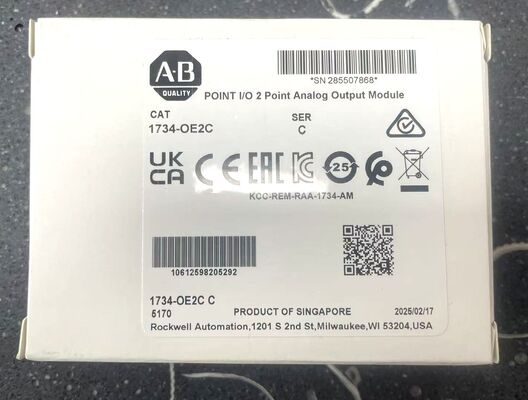 A-B
QUALITY
*SN 285507868*
POINT I/O 2 Point Analog Output Module
CAT
1734-OE2C
SER
C
UK
CA
CE
EAC
25
KCC-REM-RAA-1734-AM
10612598205292
1734-OE2C C
5170
PRODUCT OF SINGAPORE
2025/02/17
Rockwell Automation,1201 S 2nd St,Milwaukee,WI 53204,USA